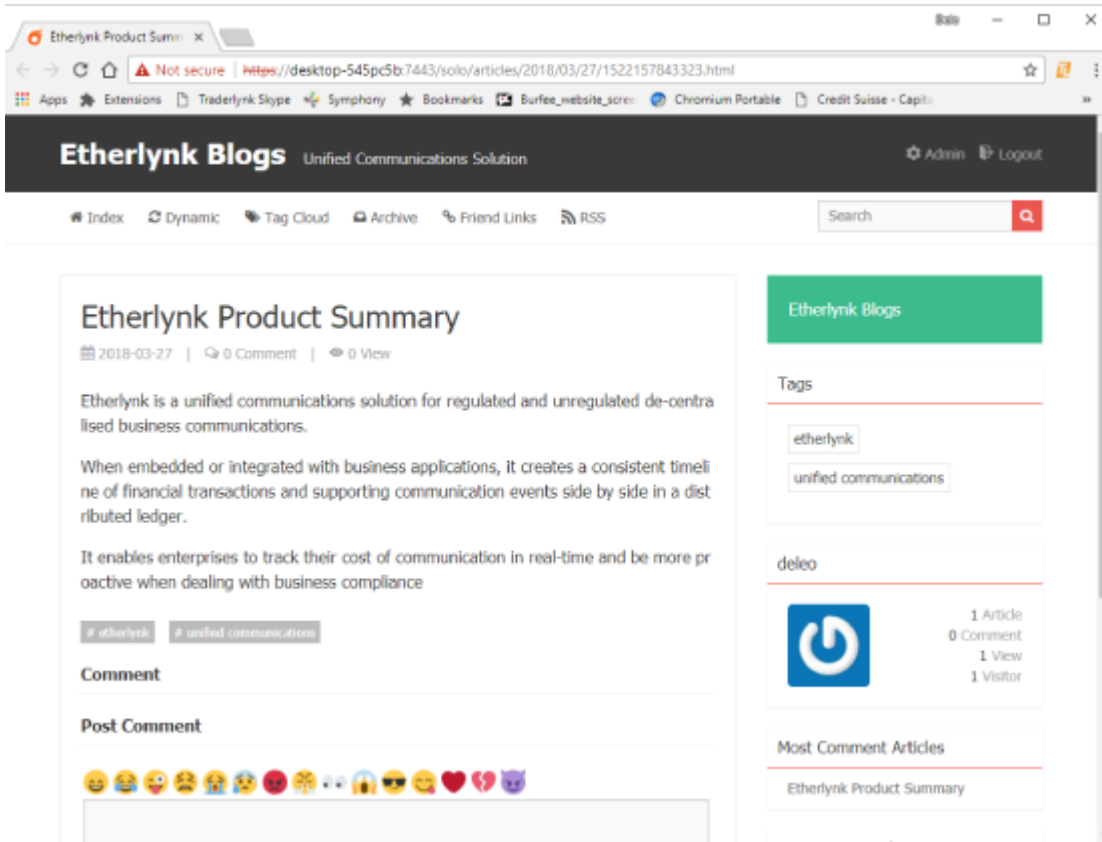 Etherlynk Product Summ
Not secure | https://desktop-545pc5b:7443/solo/articles/2018/03/27/1522157843323.html
Apps Extensions Traderlynk Skype Symphony Bookmarks Burfee_website_scree Chromium Portable Credit Suisse - Capita
Etherlynk Blogs Unified Communications Solution Admin Logout
Index Dynamic Tag Cloud Archive Friend Links RSS Search
Etherlynk Product Summary
2018-03-27 | 0 Comment | 0 View
Etherlynk is a unified communications solution for regulated and unregulated de-centra
lised business communications.
When embedded or integrated with business applications, it creates a consistent timeli
ne of financial transactions and supporting communication events side by side in a dist
ributed ledger.
It enables enterprises to track their cost of communication in real-time and be more pr
oactive when dealing with business compliance
# etherlynk # unified communications
Comment
Post Comment
Etherlynk Blogs
Tags
etherlynk
unified communications
deleo
1 Article
0 Comment
1 View
1 Visitor
Most Comment Articles
Etherlynk Product Summary